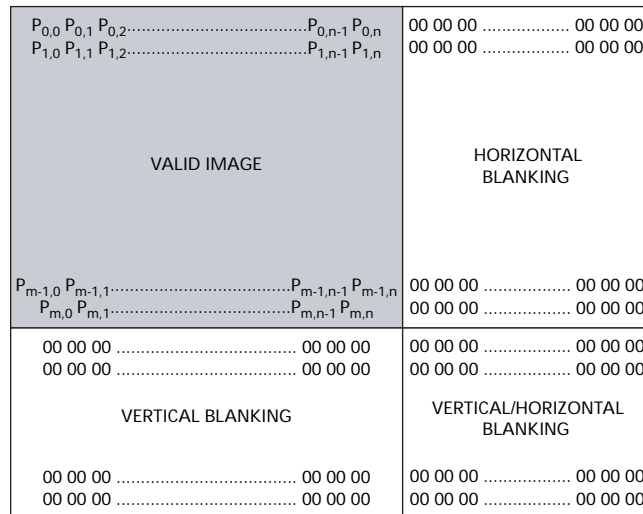 P0,0 P0,1 P0,2.....................................P0,n-1 P0,n
P1,0 P1,1 P1,2.....................................P1,n-1 P1,n
VALID IMAGE
Pm-1,0 Pm-1,1.....................................Pm-1,n-1 Pm-1,n
Pm,0 Pm,1.....................................Pm,n-1 Pm,n
00 00 00 .................. 00 00 00
00 00 00 .................. 00 00 00
HORIZONTAL
BLANKING
00 00 00 .................. 00 00 00
00 00 00 .................. 00 00 00
00 00 00 ..................................... 00 00 00
00 00 00 ..................................... 00 00 00
VERTICAL BLANKING
00 00 00 ..................................... 00 00 00
00 00 00 ..................................... 00 00 00
00 00 00 .................. 00 00 00
00 00 00 .................. 00 00 00
VERTICAL/HORIZONTAL
BLANKING
00 00 00 .................. 00 00 00
00 00 00 .................. 00 00 00